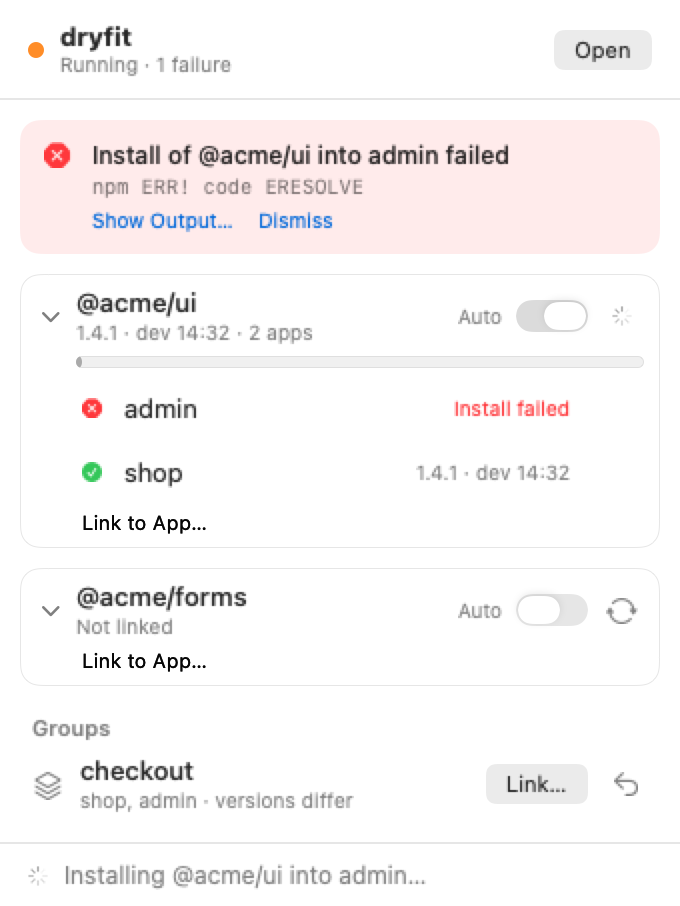 dryfit
Running · 1 failure
Open
Install of @acme/ui into admin failed
npm ERR! code ERESOLVE
Show Output... Dismiss
@acme/ui
1.4.1 · dev 14:32 · 2 apps
Auto
admin
Install failed
shop
1.4.1 · dev 14:32
Link to App...
@acme/forms
Not linked
Auto
Link to App...
Groups
checkout
shop, admin · versions differ
Link...
Installing @acme/ui into admin...